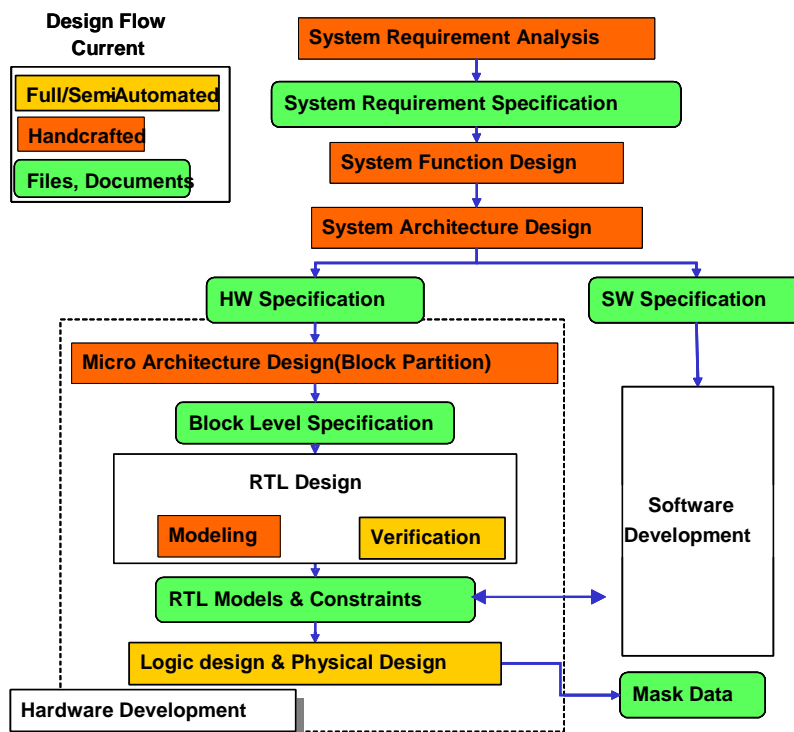 Design Flow
Current
Full/Semi-Automated
Handcrafted
Files, Documents
System Requirement Analysis
System Requirement Specification
System Function Design
System Architecture Design
HW Specification
SW Specification
Micro Architecture Design(Block Partition)
Block Level Specification
RTL Design
Modeling
Verification
Software
Development
RTL Models & Constraints
Logic design & Physical Design
Mask Data
Hardware Development